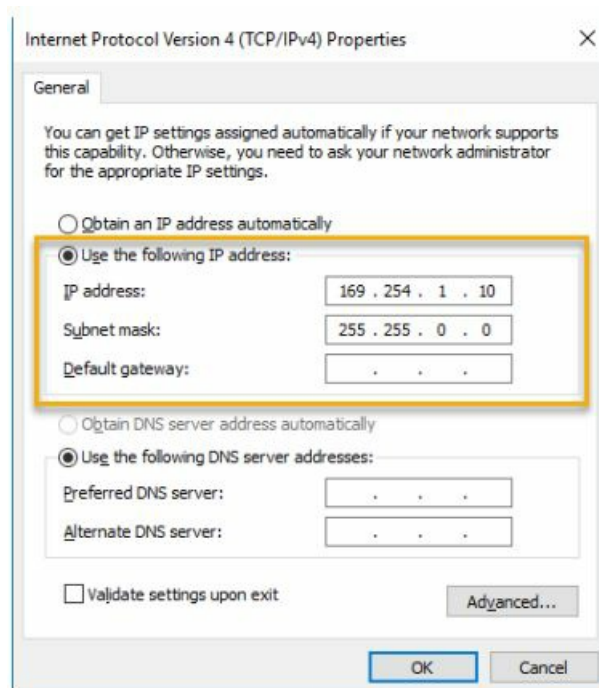 Internet Protocol Version 4 (TCP/IPv4) Properties
General
You can get IP settings assigned automatically if your network supports
this capability. Otherwise, you need to ask your network administrator
for the appropriate IP settings.
Obtain an IP address automatically
Use the following IP address:
IP address: 169 . 254 . 1 . 10
Subnet mask: 255 . 255 . 0 . 0
Default gateway: . . .
Obtain DNS server address automatically
Use the following DNS server addresses:
Preferred DNS server: . . .
Alternate DNS server: . . .
Validate settings upon exit
Advanced...
OK Cancel